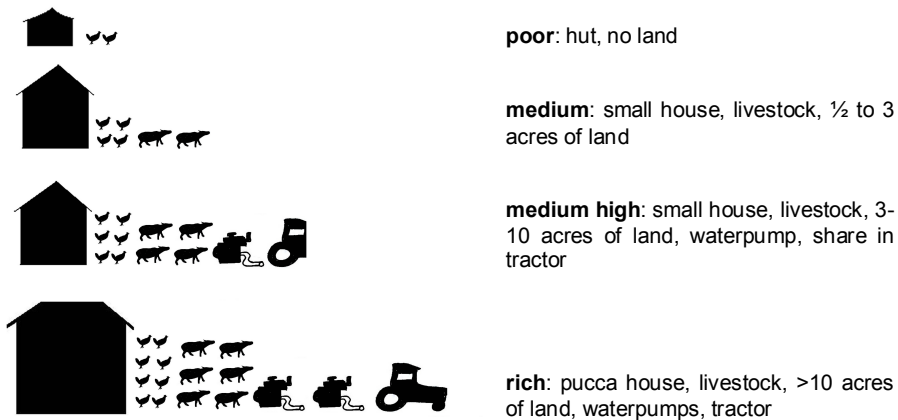 poor: hut, no land
medium: small house, livestock, ½ to 3
acres of land
medium high: small house, livestock, 3-
10 acres of land, waterpump, share in
tractor
rich: pucca house, livestock, >10 acres
of land, waterpumps, tractor